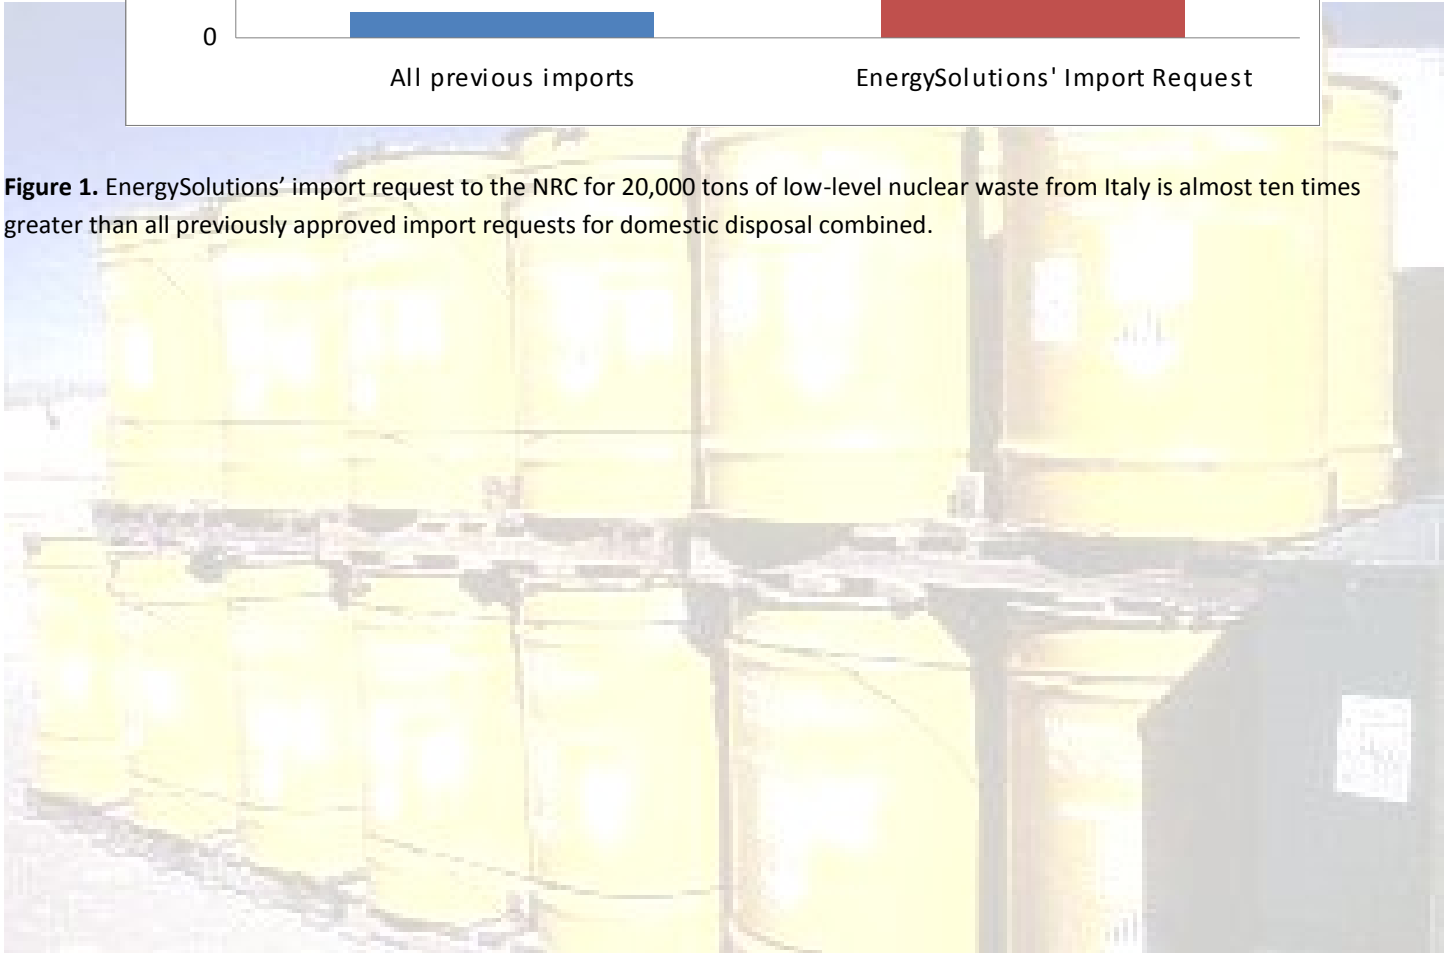 0
All previous imports EnergySolutions' Import Request
Figure 1. EnergySolutions’ import request to the NRC for 20,000 tons of low-level nuclear waste from Italy is almost ten times
greater than all previously approved import requests for domestic disposal combined.